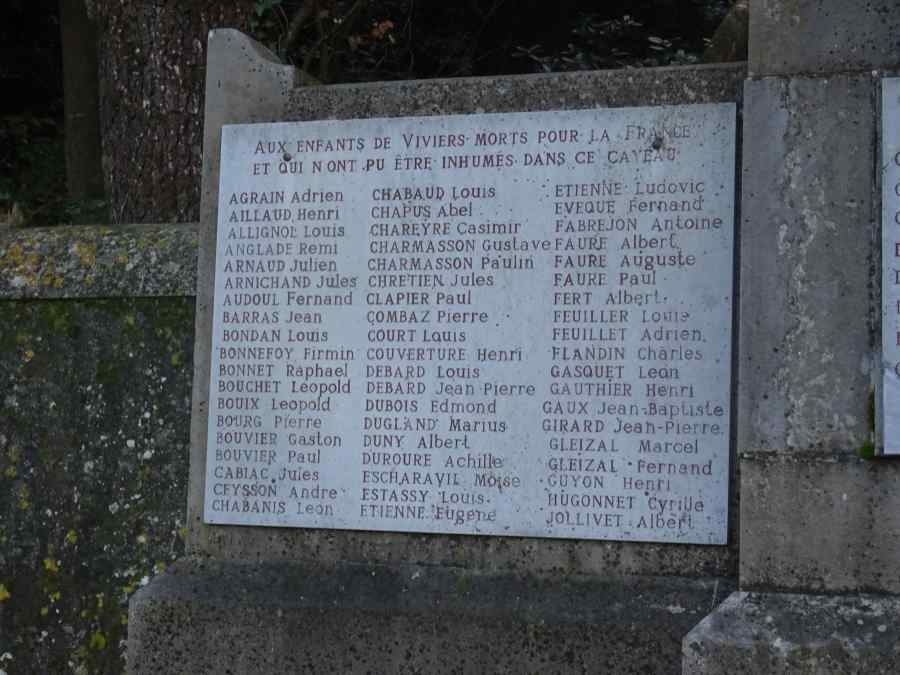 AUX ENFANTS DE VIVIERS MORTS POUR LA FRANCE
ET QUI N'ONT PU ÊTRE INHUMÉS DANS CE CAVEAU
AGRAIN Adrien
AILLAUD Henri
ALLIGNOL Louis
ANGLADE Remi
ARNAUD Julien
ARNICHAND Jules
AUDOUL Fernand
BARRAS Jean
BONDAN Louis
BONNEFOY Firmin
BONNET Raphael
BOUCHET Léopold
BOUIX Leopold
BOURG Pierre
BOUVIER Gaston
BOUVIER Paul
CABIAC Jules
CEYSSON Andre
CHABANIS Leon
CHABAUD Louis
CHAPUS Abel
CHAREYRE Casimir
CHARMASSON Gustave
CHARMASSON Paulin
CHRETIEN Jules
CLAPIER Paul
COMBAZ Pierre
COURT Louis
COUVERTURE Henri
DEBARD Louis
DEBARD Jean-Pierre
DUBOIS Edmond
DUGLAND Marius
DUNY Albert
DUROURE Achille
ESCHARAVIL Moïse
ESTASSY Louis
ETIENNE Eugene
ETIENNE Ludovic
EVEQUE Fernand
FABREJON Antoine
FAURE Albert
FAURE Auguste
FAURE Paul
FERT Albert
FEUILLER Louis
FEUILLET Adrien
FLANDIN Charles
GASQUET Leon
GAUTHIER Henri
GAUX Jean-Baptiste
GIRARD Jean-Pierre
GLEIZAL Marcel
GLEIZAL Fernand
GUYON Henri
HUGONNET Cyrille
JOLLIVET Albert